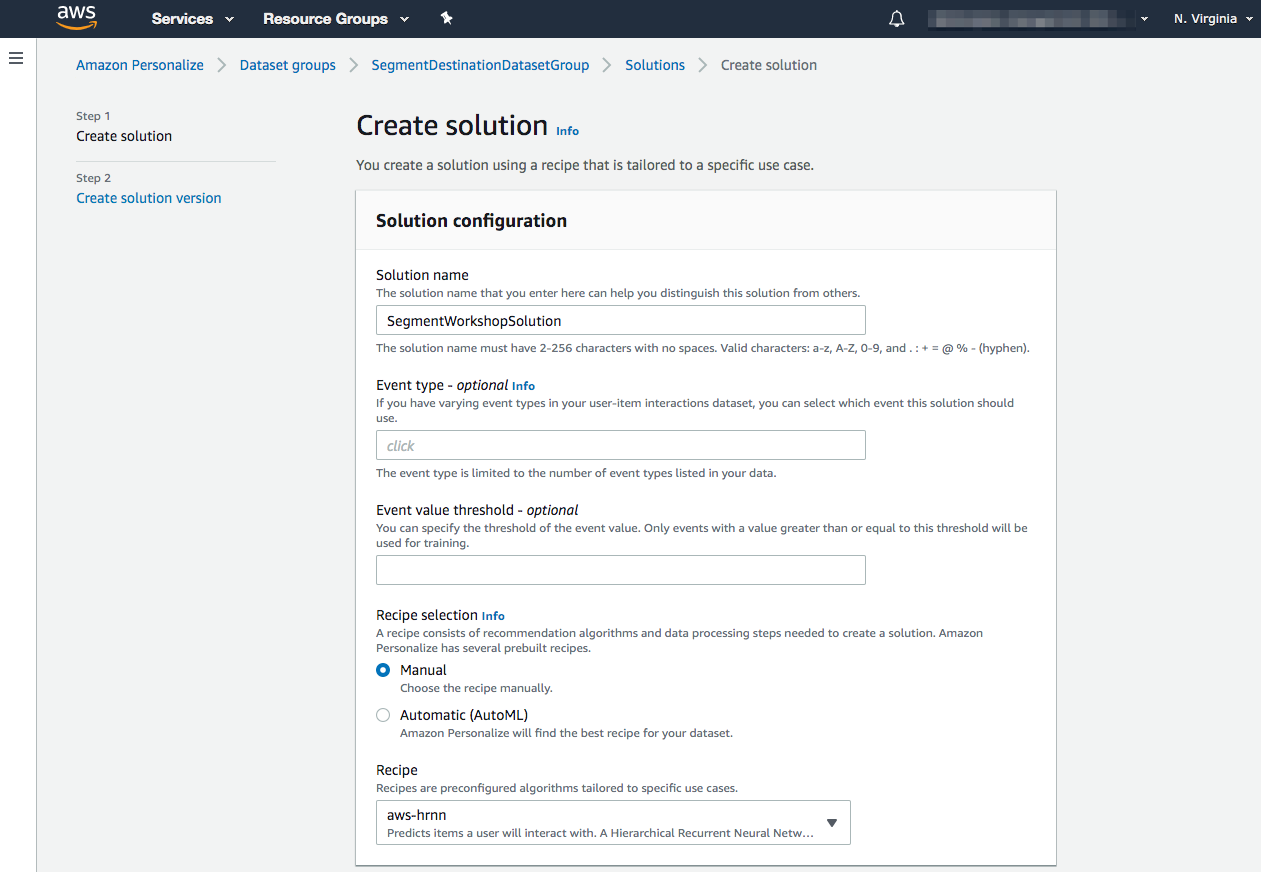 aws Services Resource Groups N. Virginia
Amazon Personalize Dataset groups SegmentDestinationDatasetGroup Solutions Create solution
Step 1
Create solution
Step 2
Create solution version
Create solution Info
You create a solution using a recipe that is tailored to a specific use case.
Solution configuration
Solution name
The solution name that you enter here can help you distinguish this solution from others.
SegmentWorkshopSolution
The solution name must have 2-256 characters with no spaces. Valid characters: a-z, A-Z, 0-9, and . : + = @ % - (hyphen).
Event type - optional Info
If you have varying event types in your user-item interactions dataset, you can select which event this solution should
use.
click
The event type is limited to the number of event types listed in your data.
Event value threshold - optional
You can specify the threshold of the event value. Only events with a value greater than or equal to this threshold will be
used for training.
Recipe selection Info
A recipe consists of recommendation algorithms and data processing steps needed to create a solution. Amazon
Personalize has several prebuilt recipes.
Manual
Choose the recipe manually.
Automatic (AutoML)
Amazon Personalize will find the best recipe for your dataset.
Recipe
Recipes are preconfigured algorithms tailored to specific use cases.
aws-hrnn
Predicts items a user will interact with. A Hierarchical Recurrent Neural Netw...